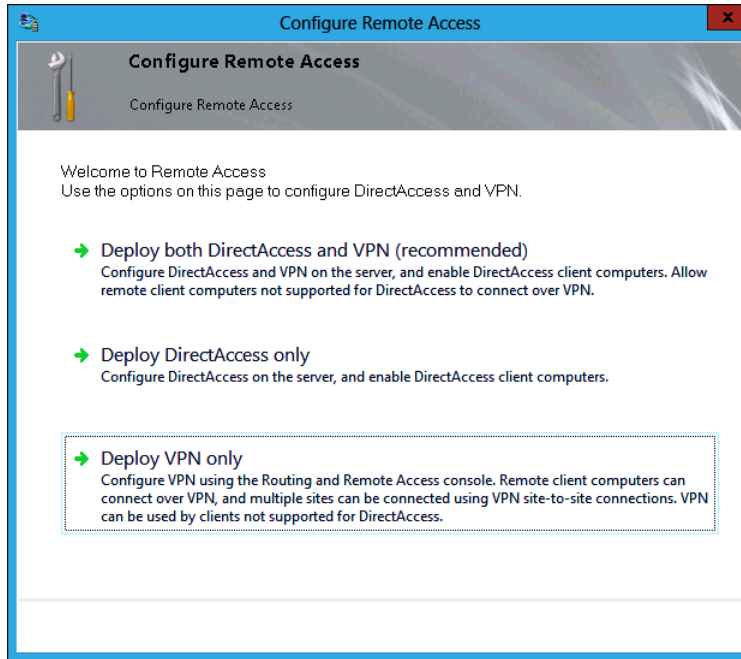 Configure Remote Access
x
Configure Remote Access
Configure Remote Access
Welcome to Remote Access
Use the options on this page to configure DirectAccess and VPN.
Deploy both DirectAccess and VPN (recommended)
Configure DirectAccess and VPN on the server, and enable DirectAccess client computers. Allow
remote client computers not supported for DirectAccess to connect over VPN.
Deploy DirectAccess only
Configure DirectAccess on the server, and enable DirectAccess client computers.
Deploy VPN only
Configure VPN using the Routing and Remote Access console. Remote client computers can
connect over VPN, and multiple sites can be connected using VPN site-to-site connections. VPN
can be used by clients not supported for DirectAccess.